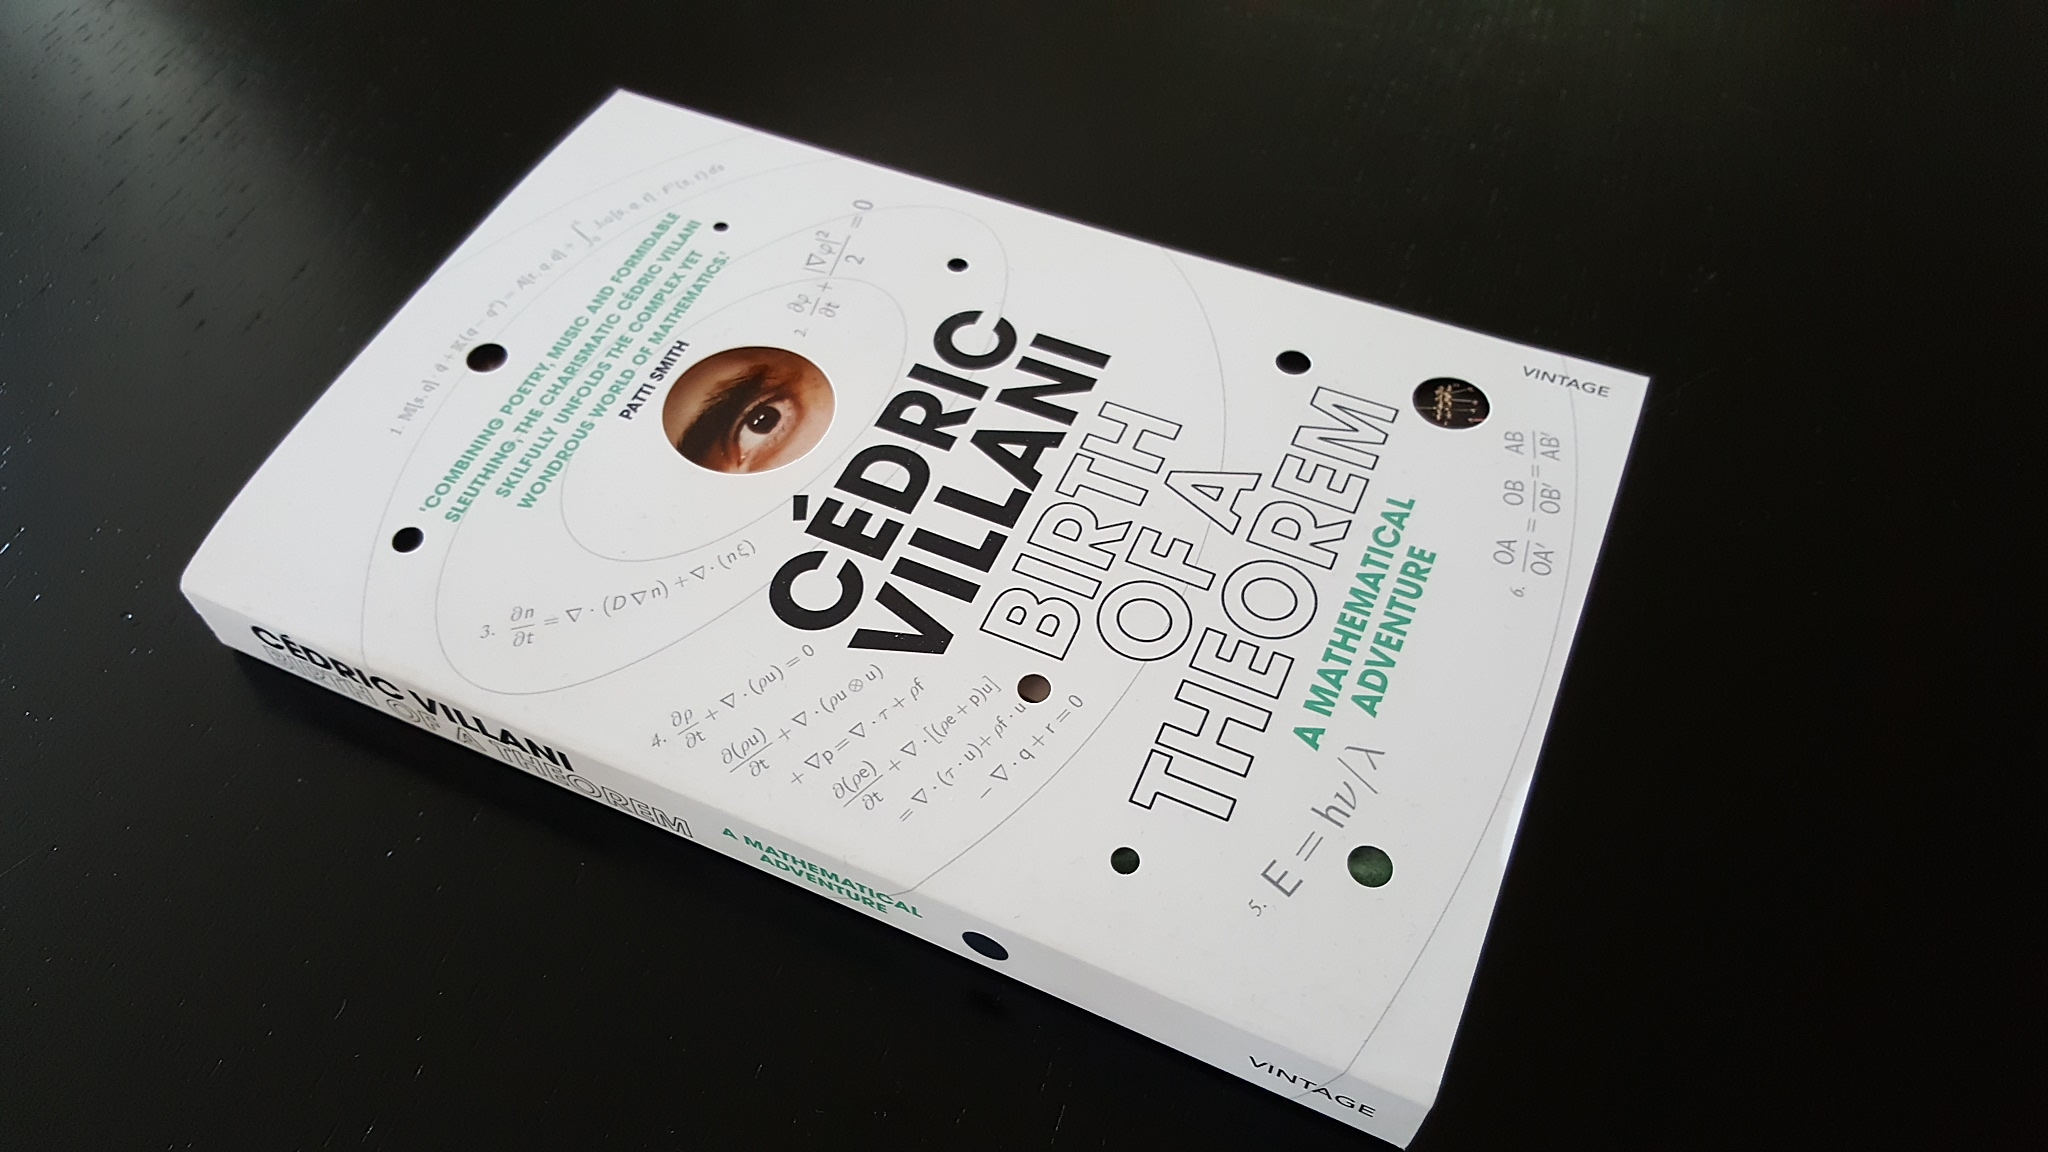 'COMBINING POETRY, MUSIC AND FORMIDABLE
SLEUTHING, THE CHARISMATIC CÉDRIC VILLANI
SKILFULLY UNFOLDS THE COMPLEX YET
WONDROUS WORLD OF MATHEMATICS.'
PATTI SMITH
2 ∂φ/∂t + |∇φ|²/2 = 0
3. ∂n/∂t = ∇ · (D∇n) + ∇ · (nξ)
CÉDRIC
VILLANI
BIRTH
OF A
THEOREM
A MATHEMATICAL
ADVENTURE
4. ∂ρ/∂t + ∇ · (ρu) = 0
∂(ρu)/∂t + ∇ · (ρu ⊗ u)
+ ∇p = ∇ · τ + ρf
∂(ρe)/∂t + ∇ · [(ρe + p)u]
= ∇ · (τ · u) + ρf · u
− ∇ · q + r = 0
5. E = hν/λ
6. OA/OA' = OB/OB' = AB/AB'
VINTAGE
CÉDRIC VILLANI
BIRTH OF A THEOREM
A MATHEMATICAL
ADVENTURE
VINTAGE